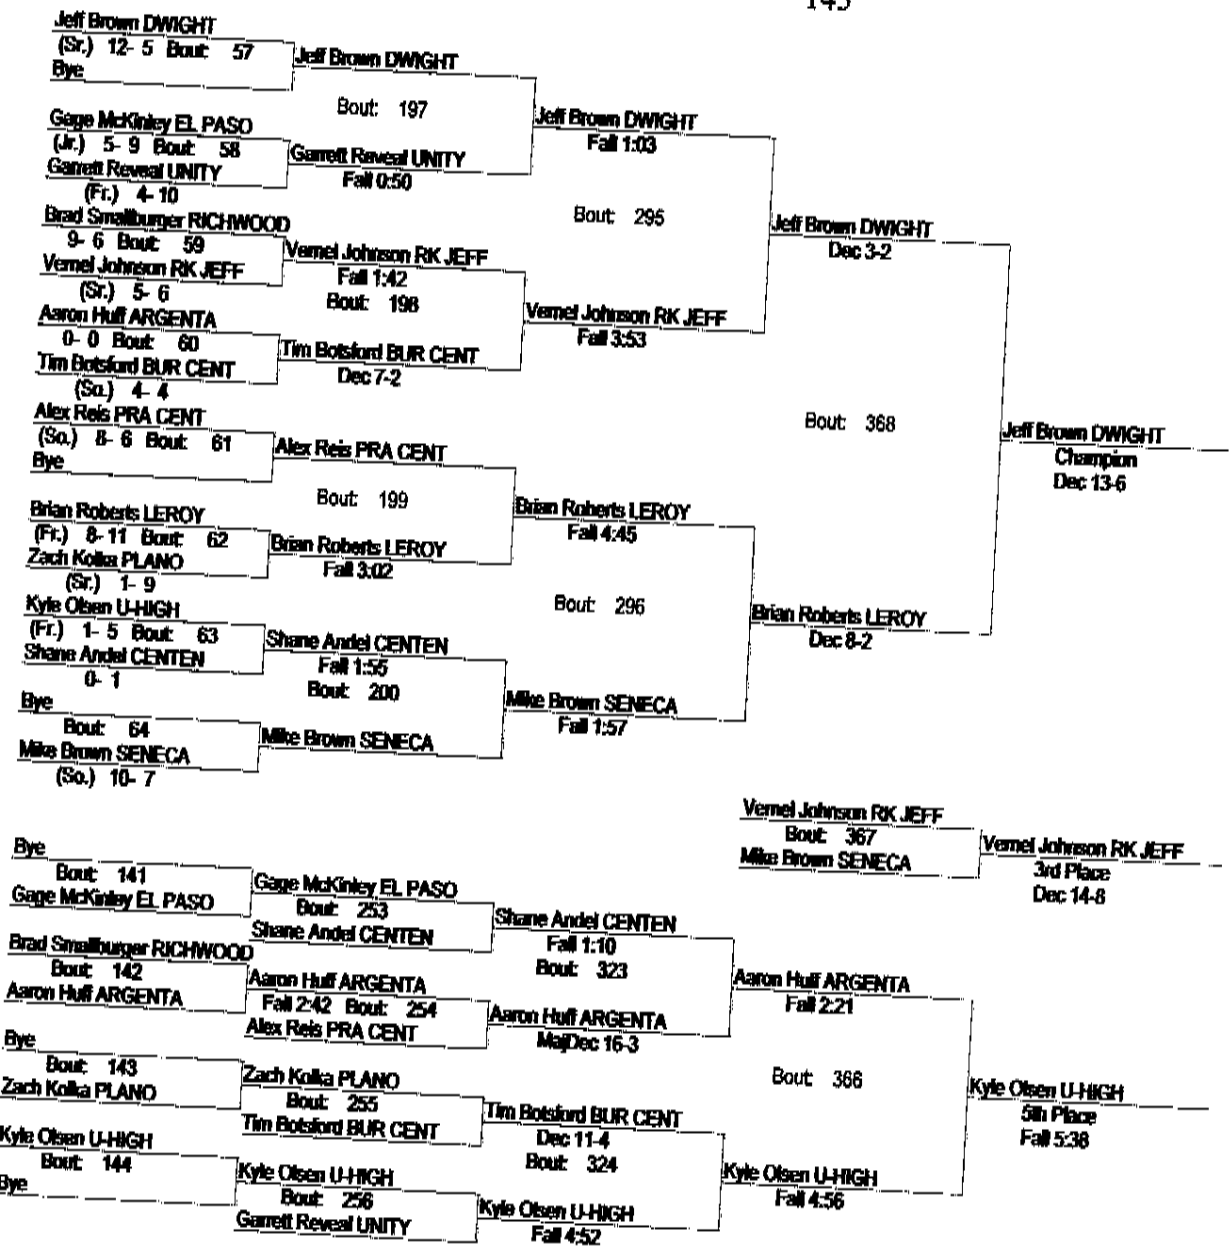 145
Jeff Brown DWIGHT
(Sr.) 12- 5 Bout: 57
Bye
Jeff Brown DWIGHT
Bout: 197
Gage McKinley EL PASO
(Jr.) 5- 9 Bout: 58
Garrett Reveal UNITY
(Fr.) 4- 10
Garrett Reveal UNITY
Fall 0:50
Jeff Brown DWIGHT
Fall 1:03
Bout: 295
Brad Smallburger RICHWOOD
9- 6 Bout: 59
Vernel Johnson RK JEFF
(Sr.) 5- 6
Vernel Johnson RK JEFF
Fall 1:42
Bout: 198
Aaron Huff ARGENTA
0- 0 Bout: 60
Tim Botsford BUR CENT
(So.) 4- 4
Tim Botsford BUR CENT
Dec 7-2
Vernel Johnson RK JEFF
Fall 3:53
Jeff Brown DWIGHT
Dec 3-2
Bout: 368
Jeff Brown DWIGHT
Champion
Dec 13-6
Alex Reis PRA CENT
(So.) 8- 6 Bout: 61
Bye
Alex Reis PRA CENT
Bout: 199
Brian Roberts LEROY
(Fr.) 8- 11 Bout: 62
Zach Kolka PLANO
(Sr.) 1- 9
Brian Roberts LEROY
Fall 3:02
Brian Roberts LEROY
Fall 4:45
Bout: 296
Kyle Olsen U-HIGH
(Fr.) 1- 5 Bout: 63
Shane Andel CENTEN
0- 1
Shane Andel CENTEN
Fall 1:55
Bout: 200
Bye
Bout: 64
Mike Brown SENECA
(So.) 10- 7
Mike Brown SENECA
Mike Brown SENECA
Fall 1:57
Brian Roberts LEROY
Dec 8-2
Vernel Johnson RK JEFF
Bout: 367
Mike Brown SENECA
Vernel Johnson RK JEFF
3rd Place
Dec 14-8
Bye
Bout: 141
Gage McKinley EL PASO
Gage McKinley EL PASO
Bout: 253
Shane Andel CENTEN
Shane Andel CENTEN
Fall 1:10
Bout: 323
Brad Smallburger RICHWOOD
Bout: 142
Aaron Huff ARGENTA
Aaron Huff ARGENTA
Fall 2:42 Bout: 254
Alex Reis PRA CENT
Aaron Huff ARGENTA
MajDec 16-3
Aaron Huff ARGENTA
Fall 2:21
Bout: 366
Bye
Bout: 143
Zach Kolka PLANO
Zach Kolka PLANO
Bout: 255
Tim Botsford BUR CENT
Tim Botsford BUR CENT
Dec 11-4
Bout: 324
Kyle Olsen U-HIGH
Bout: 144
Bye
Kyle Olsen U-HIGH
Bout: 256
Garrett Reveal UNITY
Kyle Olsen U-HIGH
Fall 4:52
Kyle Olsen U-HIGH
Fall 4:56
Kyle Olsen U-HIGH
5th Place
Fall 5:38